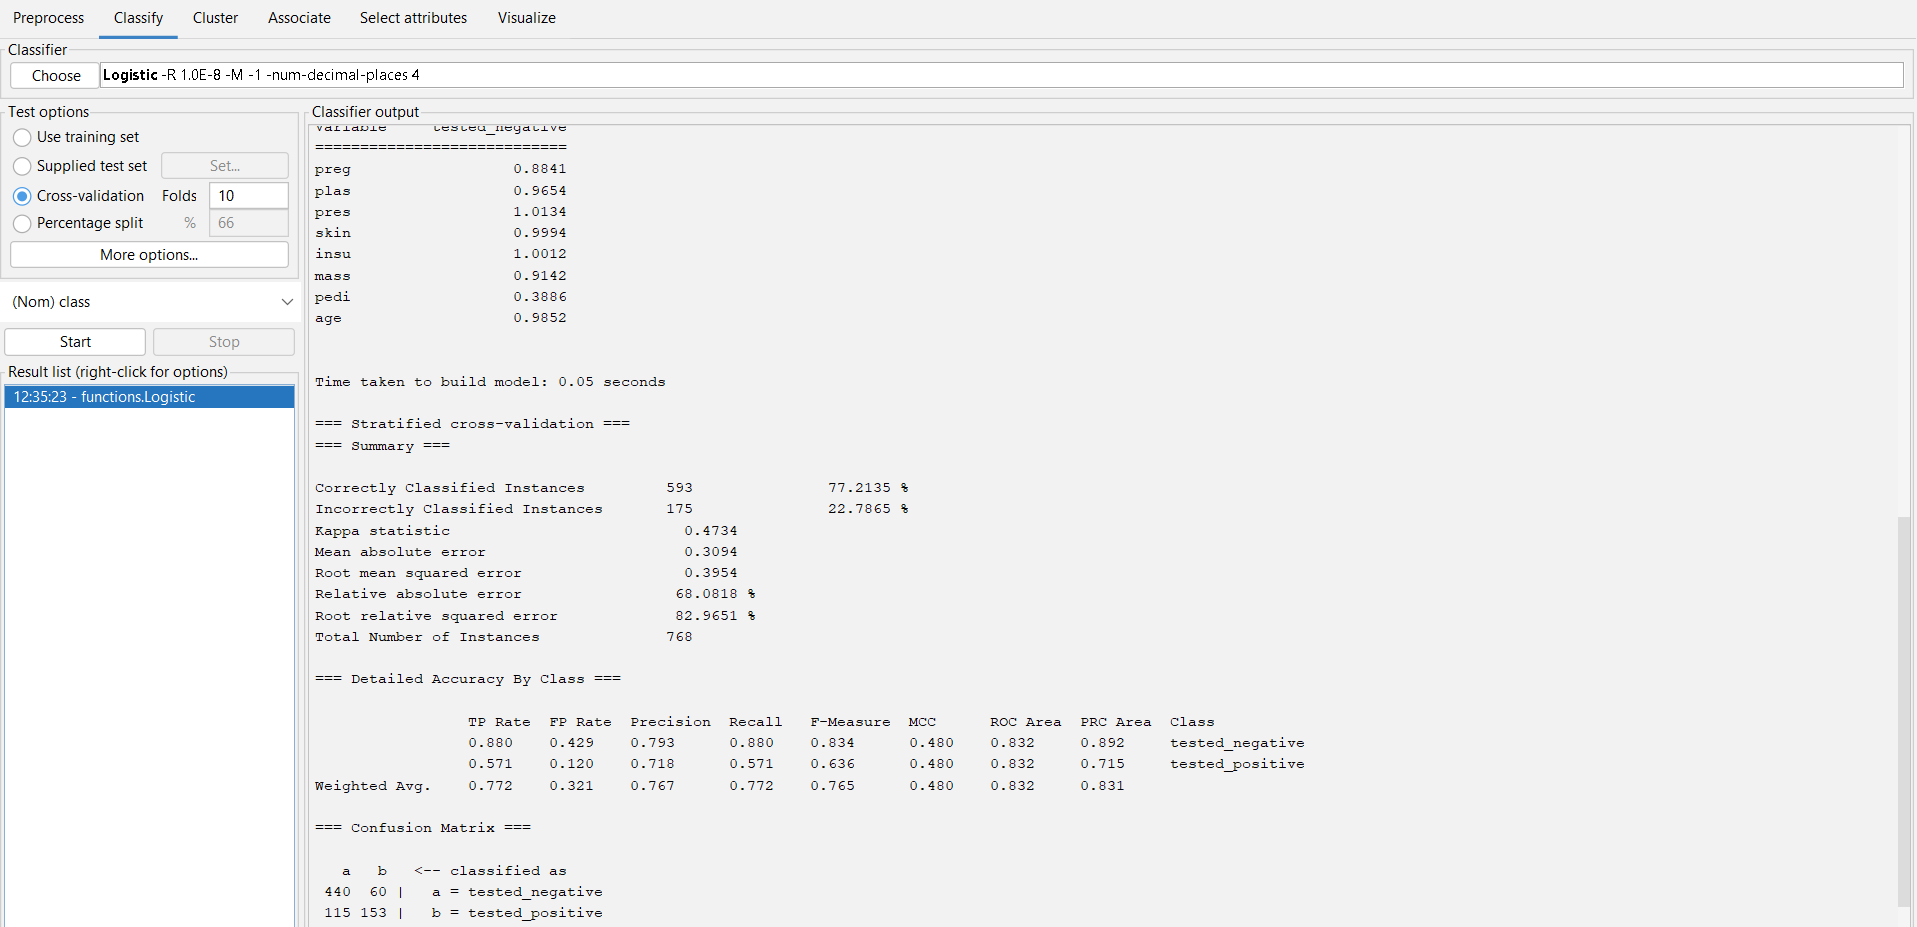 Preprocess Classify Cluster Associate Select attributes Visualize
Classifier
Choose Logistic -R 1.0E-8 -M -1 -num-decimal-places 4
Test options
Use training set
Supplied test set Set...
Cross-validation Folds 10
Percentage split % 66
More options...
(Nom) class
Start Stop
Result list (right-click for options)
12:35:23 - functions.Logistic
Classifier output
Variable tested_negative
============================
preg 0.8841
plas 0.9654
pres 1.0134
skin 0.9994
insu 1.0012
mass 0.9142
pedi 0.3886
age 0.9852
Time taken to build model: 0.05 seconds
=== Stratified cross-validation ===
=== Summary ===
Correctly Classified Instances 593 77.2135 %
Incorrectly Classified Instances 175 22.7865 %
Kappa statistic 0.4734
Mean absolute error 0.3094
Root mean squared error 0.3954
Relative absolute error 68.0818 %
Root relative squared error 82.9651 %
Total Number of Instances 768
=== Detailed Accuracy By Class ===
TP Rate FP Rate Precision Recall F-Measure MCC ROC Area PRC Area Class
0.880 0.429 0.793 0.880 0.834 0.480 0.832 0.892 tested_negative
0.571 0.120 0.718 0.571 0.636 0.480 0.832 0.715 tested_positive
Weighted Avg. 0.772 0.321 0.767 0.772 0.765 0.480 0.832 0.831
=== Confusion Matrix ===
a b <-- classified as
440 60 | a = tested_negative
115 153 | b = tested_positive